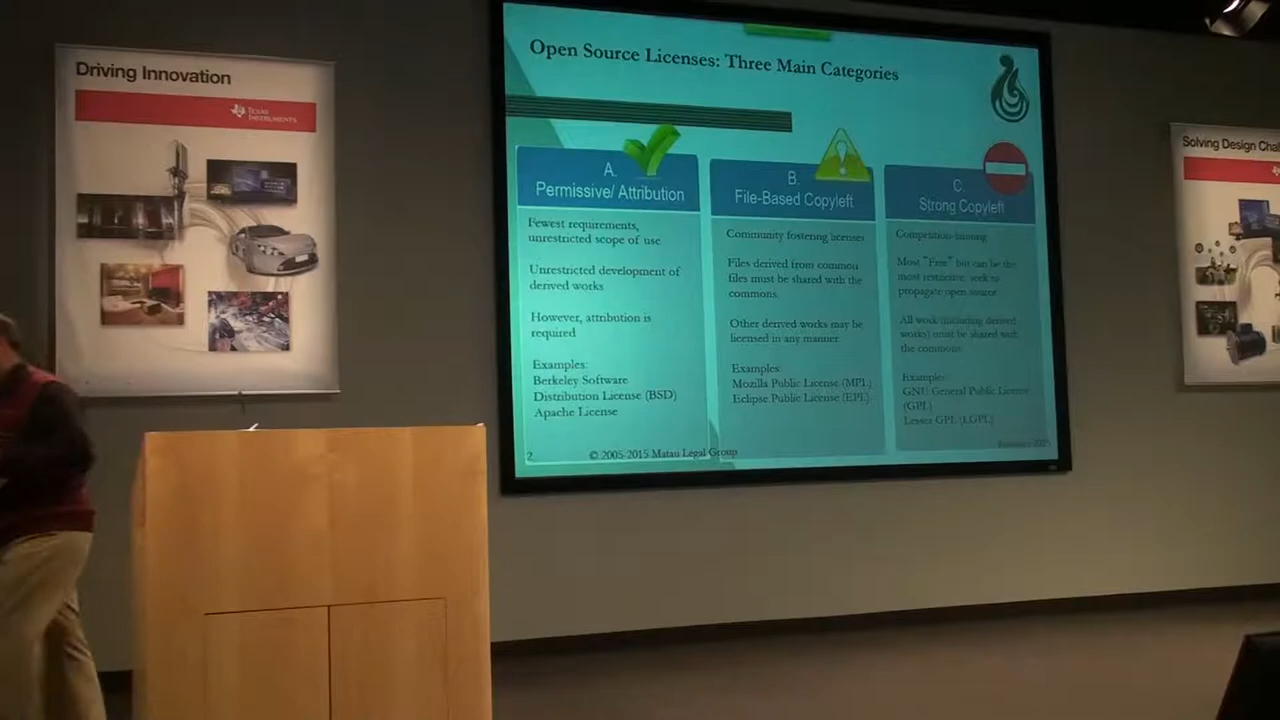 Driving Innovation
TEXAS
INSTRUMENTS
Open Source Licenses: Three Main Categories
A.
Permissive/ Attribution
Fewest requirements,
unrestricted scope of use
Unrestricted development of
derived works
However, attribution is
required
Examples:
Berkeley Software
Distribution License (BSD)
Apache License
B.
File-Based Copyleft
Community fostering licenses
Files derived from common
files must be shared with the
commons.
Other derived works may be
licensed in any manner.
Examples:
Mozilla Public License (MPL)
Eclipse Public License (EPL).
C.
Strong Copyleft
Most "Free" but can be the
most restrictive, seek to
propagate open source
All work (including derived
works) must be shared with
the commons.
Examples:
GNU General Public License
(GPL)
Lesser GPL (LGPL)
2
© 2005-2015 Matau Legal Group
Solving Design Chal